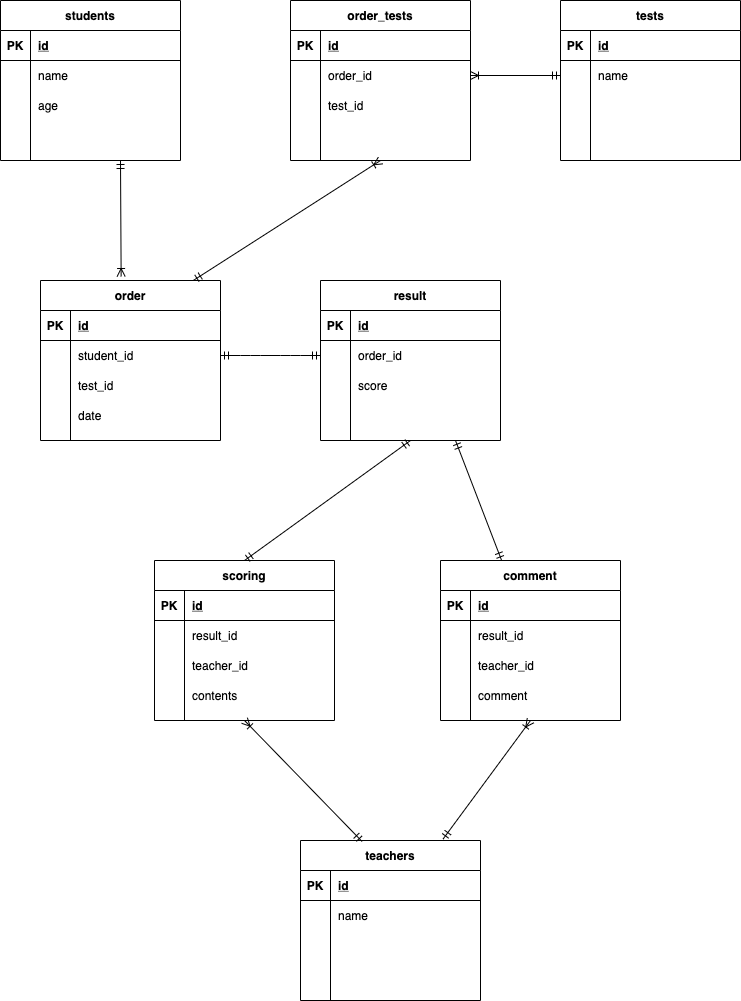 students
PK id
name
age
order_tests
PK id
order_id
test_id
tests
PK id
name
order
PK id
student_id
test_id
date
result
PK id
order_id
score
scoring
PK id
result_id
teacher_id
contents
comment
PK id
result_id
teacher_id
comment
teachers
PK id
name